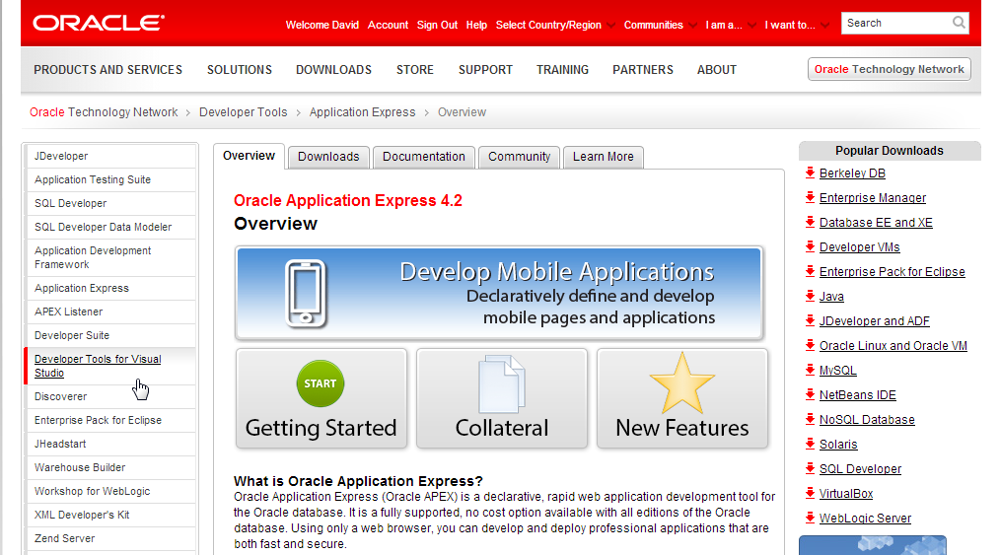 ORACLE®
Welcome David Account Sign Out Help Select Country/Region Communities I am a... I want to... Search
PRODUCTS AND SERVICES SOLUTIONS DOWNLOADS STORE SUPPORT TRAINING PARTNERS ABOUT Oracle Technology Network
Oracle Technology Network > Developer Tools > Application Express > Overview
JDeveloper
Application Testing Suite
SQL Developer
SQL Developer Data Modeler
Application Development
Framework
Application Express
APEX Listener
Developer Suite
Developer Tools for Visual
Studio
Discoverer
Enterprise Pack for Eclipse
JHeadstart
Warehouse Builder
Workshop for WebLogic
XML Developer's Kit
Zend Server
Overview Downloads Documentation Community Learn More
Oracle Application Express 4.2
Overview
Develop Mobile Applications
Declaratively define and develop
mobile pages and applications
START
Getting Started
Collateral
New Features
What is Oracle Application Express?
Oracle Application Express (Oracle APEX) is a declarative, rapid web application development tool for
the Oracle database. It is a fully supported, no cost option available with all editions of the Oracle
database. Using only a web browser, you can develop and deploy professional applications that are
both fast and secure.
Popular Downloads
Berkeley DB
Enterprise Manager
Database EE and XE
Developer VMs
Enterprise Pack for Eclipse
Java
JDeveloper and ADF
Oracle Linux and Oracle VM
MySQL
NetBeans IDE
NoSQL Database
Solaris
SQL Developer
VirtualBox
WebLogic Server